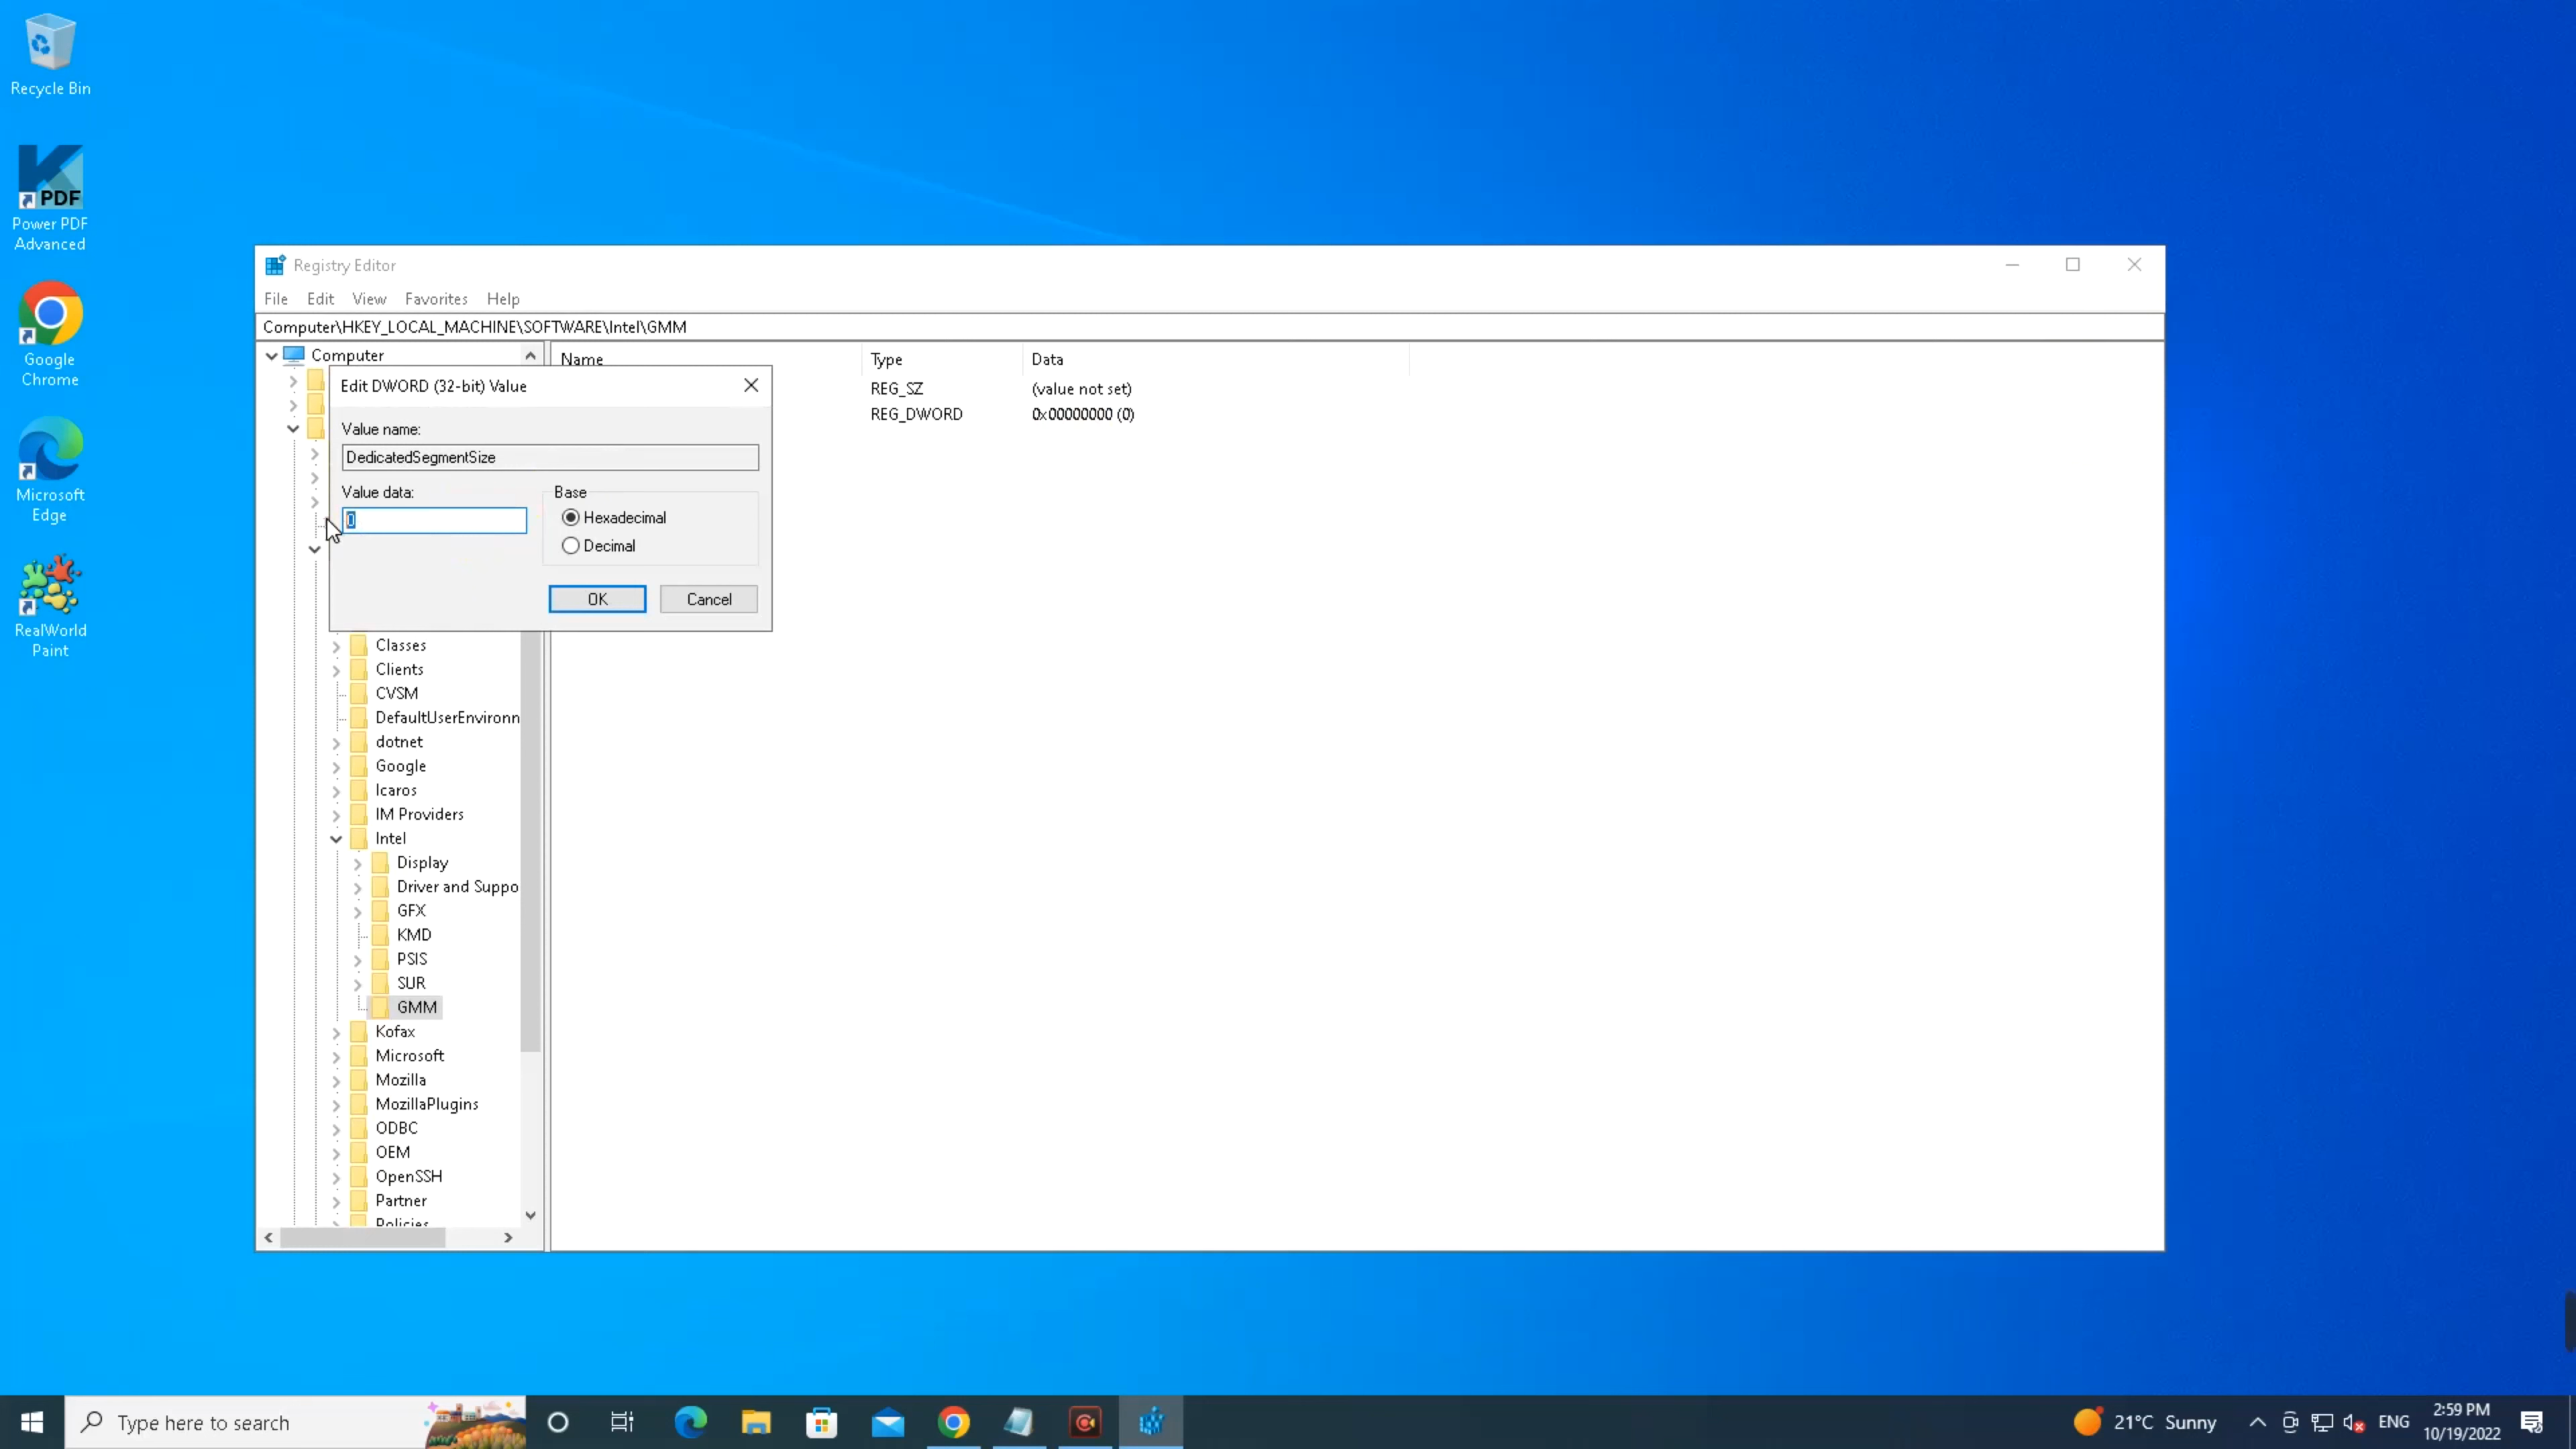 Recycle Bin
Power PDF
Advanced
Google
Chrome
Microsoft
Edge
RealWorld
Paint
PDF
Registry Editor
File Edit View Favorites Help
Computer\HKEY_LOCAL_MACHINE\SOFTWARE\Intel\GMM
Computer
Name Type Data
REG_SZ (value not set)
REG_DWORD 0x00000000 (0)
Edit DWORD (32-bit) Value
Value name:
DedicatedSegmentSize
Value data:
0
Base
Hexadecimal
Decimal
OK Cancel
Classes
Clients
CVSM
DefaultUserEnvironn
dotnet
Google
Icaros
IM Providers
Intel
Display
Driver and Suppo
GFX
KMD
PSIS
SUR
GMM
Kofax
Microsoft
Mozilla
MozillaPlugins
ODBC
OEM
OpenSSH
Partner
Policies
Type here to search
21°C Sunny
ENG
2:59 PM
10/19/2022